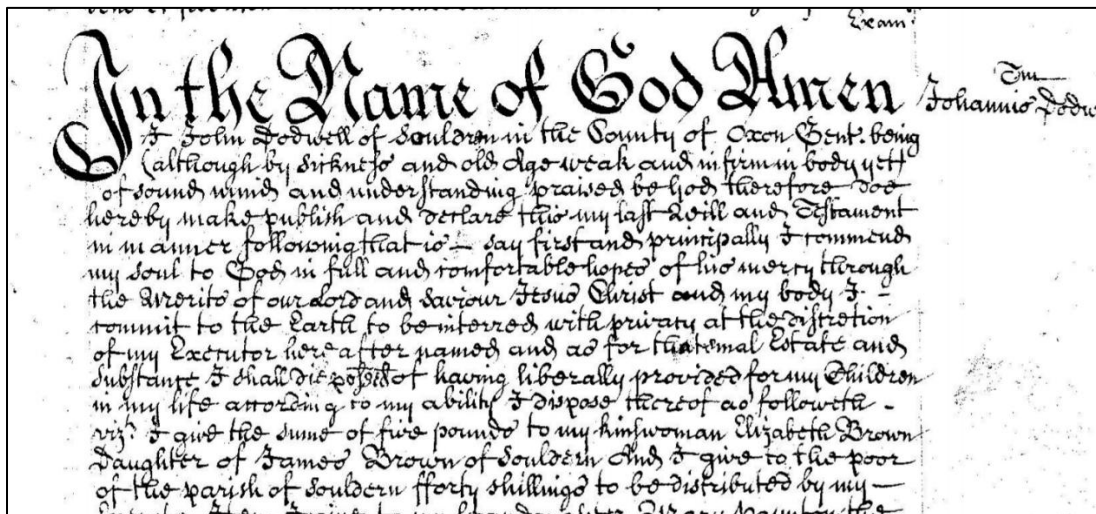 Exam
In the Name of God Amen
Tm
Johannis Dodw
I John Dodwell of Souldern in the County of Oxon Gent. being
(although by Sickness and old Age weak and infirm in body yet)
of sound mind and understanding praised be God therefore doe
hereby make publish and declare this my last Will and Testament
in manner following that is - say first and principally I commend
my soul to God in full and comfortable hopes of his mercy through
the Merits of our Lord and Saviour Jesus Christ and my body I -
commit to the Earth to be interred with privacy at the discretion
of my Executor here after named and as for that small Estate and
substance I shall die possessed of having liberally provided for my Children
in my life according to my ability I dispose thereof as followeth -
vizt. I give the sume of five pounds to my kinswoman Elizabeth Brown
Daughter of James Brown of Souldern And I give to the poor
of the parish of Souldern fforty shillings to be distributed by my -